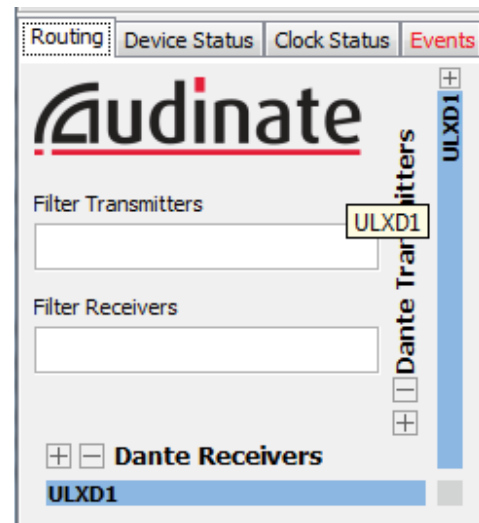 Routing Device Status Clock Status Events
Audinate
Filter Transmitters
Filter Receivers
Dante Transmitters
ULXD1
ULXD1
Dante Receivers
ULXD1